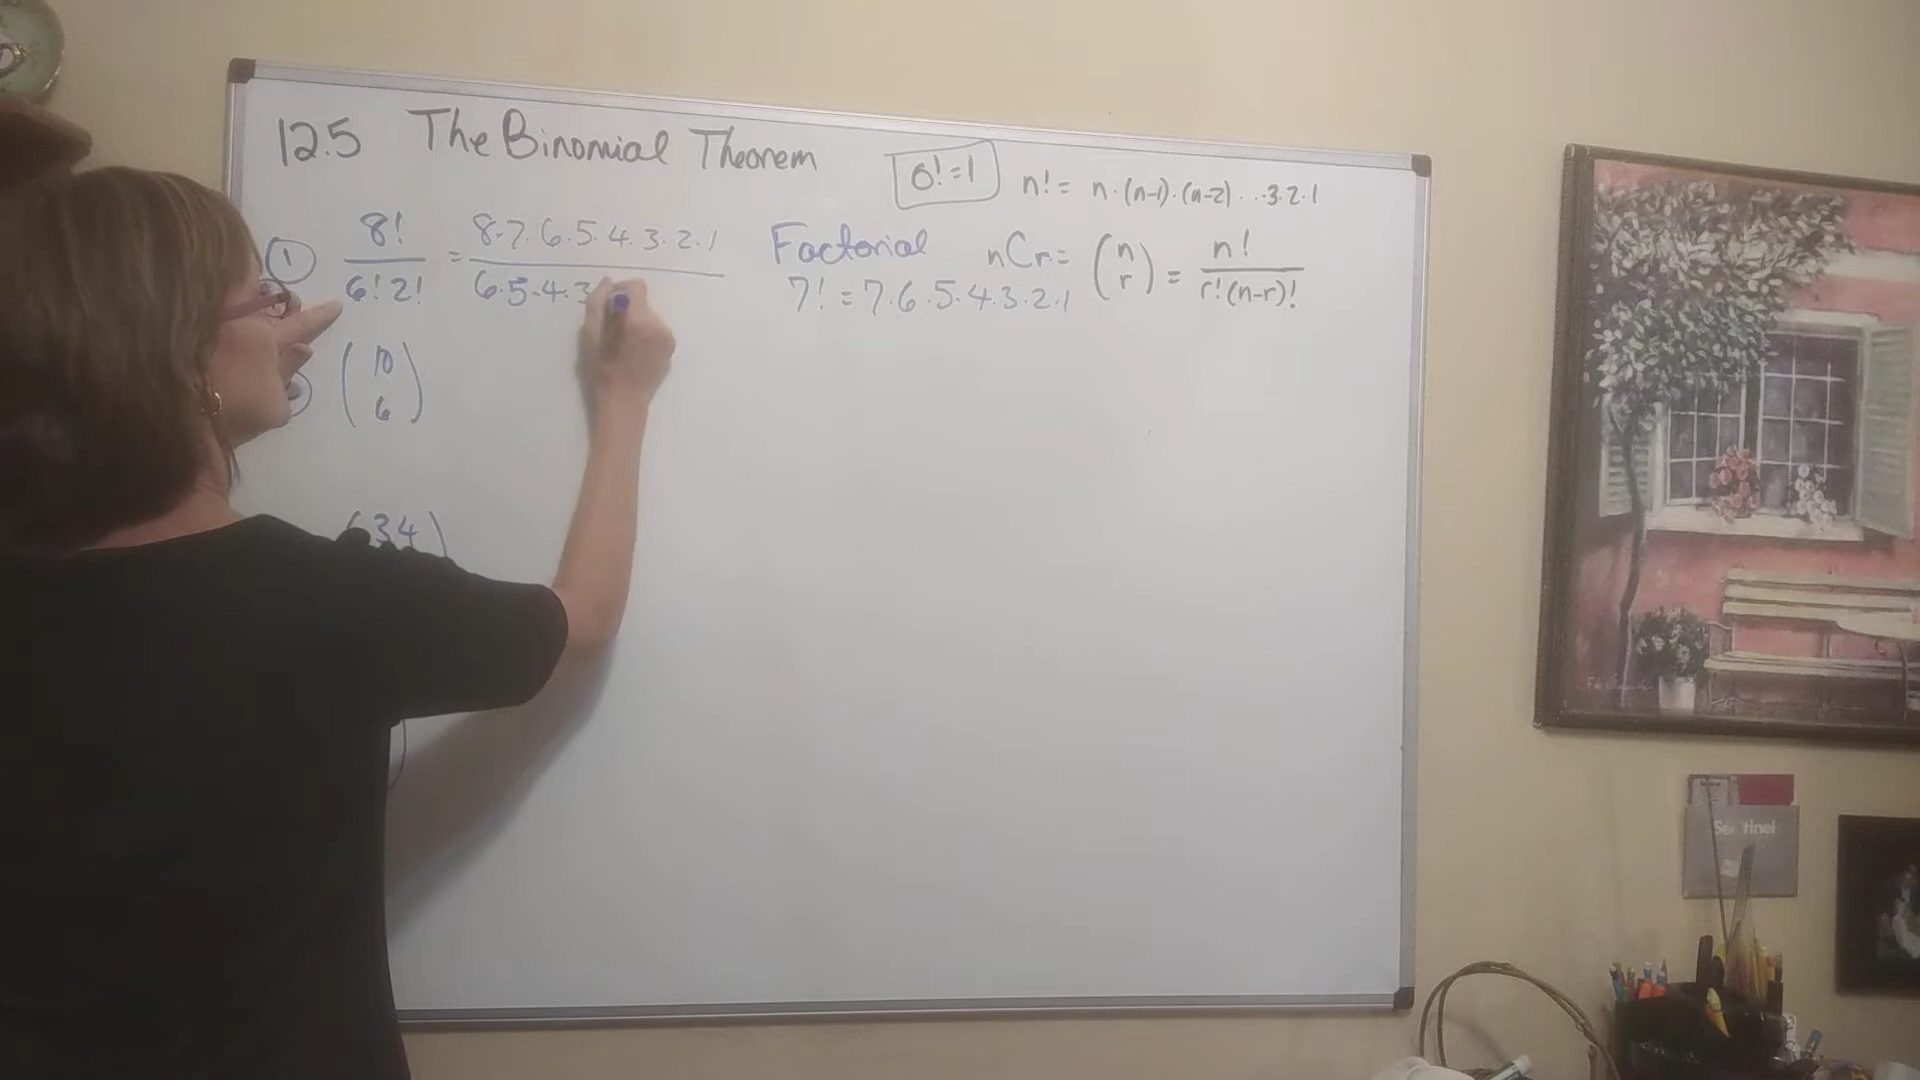 12.5 The Binomial Theorem
0!=1
n! = n·(n-1)·(n-2)···3·2·1
① 8!/6!2! = 8·7·6·5·4·3·2·1/6·5·4·3
Factorial
7! = 7·6·5·4·3·2·1
nCr = (n r) = n!/r!(n-r)!
(10 6)
(34
Sentinel